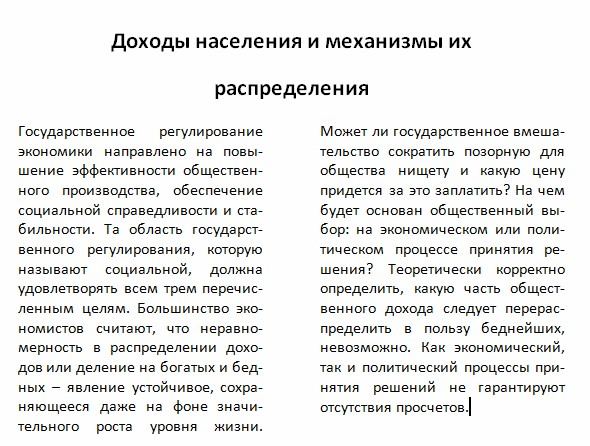 Доходы населения и механизмы их
распределения
Государственное регулирование
экономики направлено на повы-
шение эффективности обществен-
ного производства, обеспечение
социальной справедливости и ста-
бильности. Та область государст-
венного регулирования, которую
называют социальной, должна
удовлетворять всем трем перечис-
ленным целям. Большинство эко-
номистов считают, что неравно-
мерность в распределении дохо-
дов или деление на богатых и бед-
ных – явление устойчивое, сохра-
няющееся даже на фоне значи-
тельного роста уровня жизни.
Может ли государственное вмеша-
тельство сократить позорную для
общества нищету и какую цену
придется за это заплатить? На чем
будет основан общественный вы-
бор: на экономическом или поли-
тическом процессе принятия ре-
шения? Теоретически корректно
определить, какую часть общест-
венного дохода следует перерас-
пределить в пользу беднейших,
невозможно. Как экономический,
так и политический процессы при-
нятия решений не гарантируют
отсутствия просчетов.